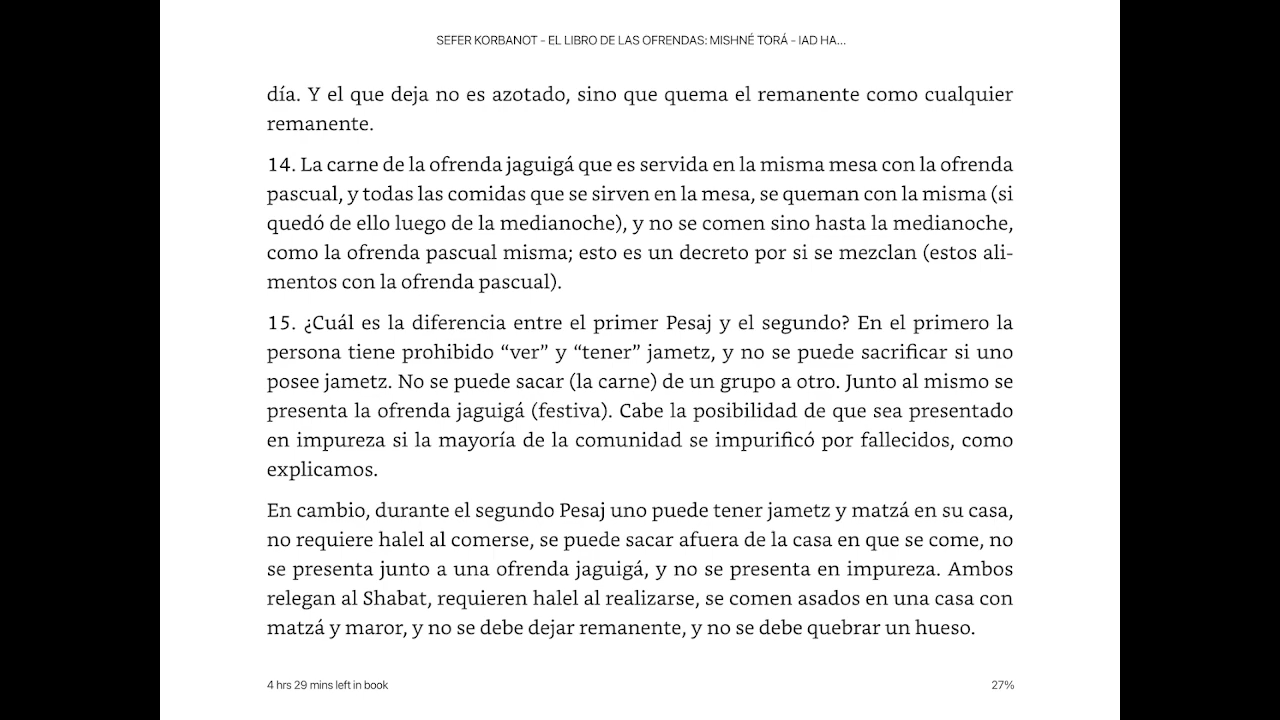 SEFER KORBANOT - EL LIBRO DE LAS OFRENDAS: MISHNÉ TORÁ - IAD HA...
día. Y el que deja no es azotado, sino que quema el remanente como cualquier
remanente.
14. La carne de la ofrenda jaguigá que es servida en la misma mesa con la ofrenda
pascual, y todas las comidas que se sirven en la mesa, se queman con la misma (si
quedó de ello luego de la medianoche), y no se comen sino hasta la medianoche,
como la ofrenda pascual misma; esto es un decreto por si se mezclan (estos ali-
mentos con la ofrenda pascual).
15. ¿Cuál es la diferencia entre el primer Pesaj y el segundo? En el primero la
persona tiene prohibido “ver” y “tener” jametz, y no se puede sacrificar si uno
posee jametz. No se puede sacar (la carne) de un grupo a otro. Junto al mismo se
presenta la ofrenda jaguigá (festiva). Cabe la posibilidad de que sea presentado
en impureza si la mayoría de la comunidad se impurificó por fallecidos, como
explicamos.
En cambio, durante el segundo Pesaj uno puede tener jametz y matzá en su casa,
no requiere halel al comerse, se puede sacar afuera de la casa en que se come, no
se presenta junto a una ofrenda jaguigá, y no se presenta en impureza. Ambos
relegan al Shabat, requieren halel al realizarse, se comen asados en una casa con
matzá y maror, y no se debe dejar remanente, y no se debe quebrar un hueso.
4 hrs 29 mins left in book
27%